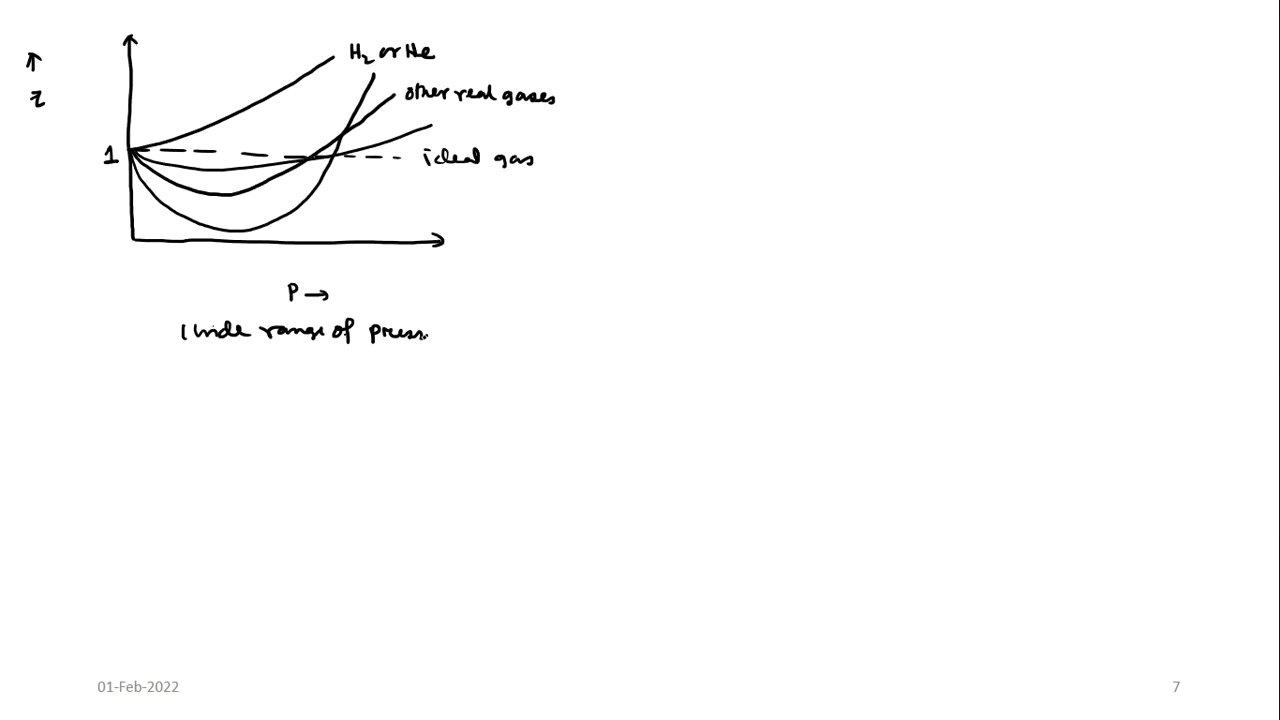 ↑
z
H₂ or He
other real gases
1
ideal gas
P →
wide range of press.
01-Feb-2022
7